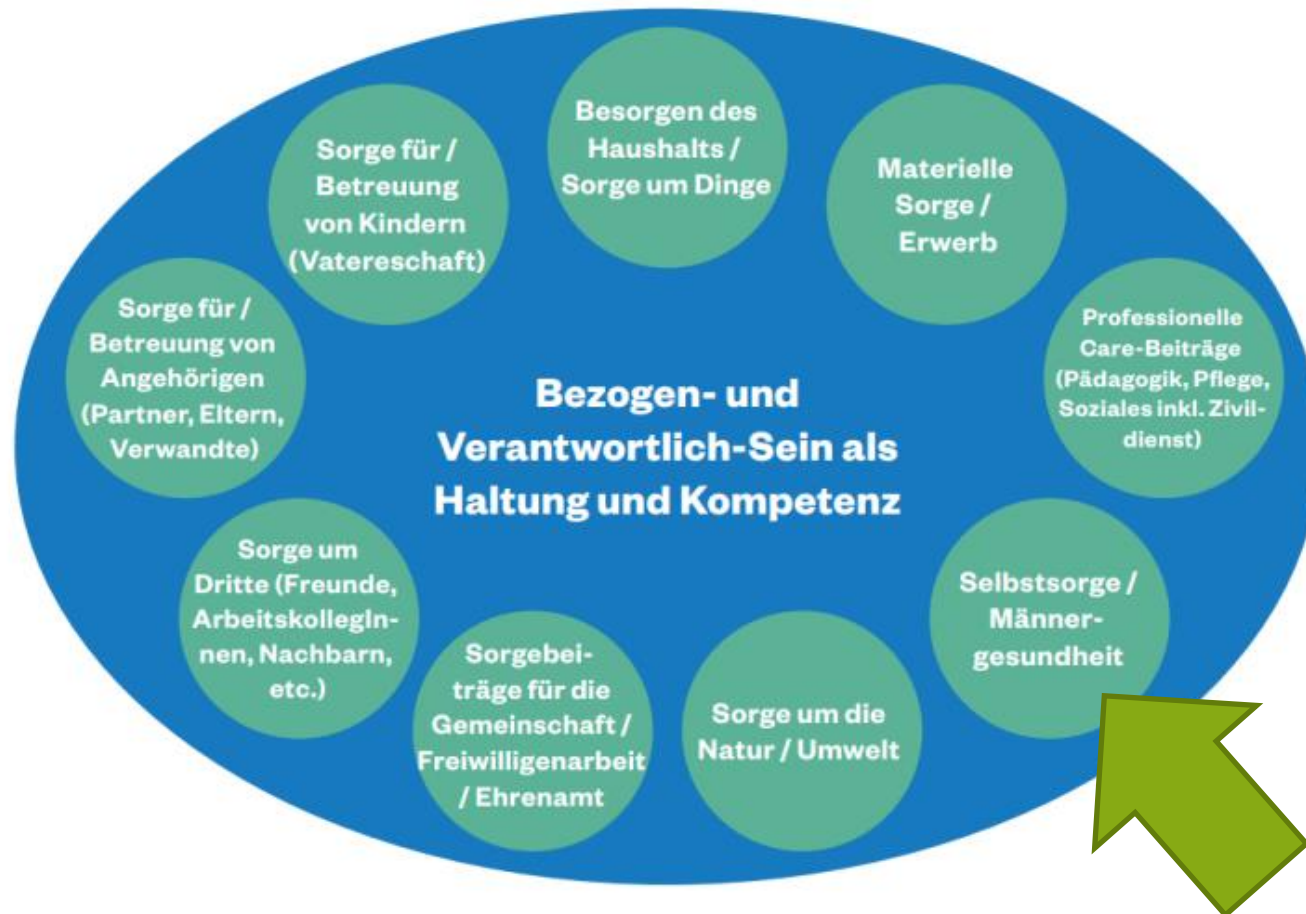 Besorgen des
Haushalts /
Sorge um Dinge
Materielle
Sorge /
Erwerb
Professionelle
Care-Beiträge
(Pädagogik, Pflege,
Soziales inkl. Zivil-
dienst)
Selbstsorge /
Männer-
gesundheit
Sorge um die
Natur / Umwelt
Sorgebei-
träge für die
Gemeinschaft /
Freiwilligenarbeit
/ Ehrenamt
Sorge um
Dritte (Freunde,
ArbeitskollegIn-
nen, Nachbarn,
etc.)
Sorge für /
Betreuung von
Angehörigen
(Partner, Eltern,
Verwandte)
Sorge für /
Betreuung
von Kindern
(Vatereschaft)
Bezogen- und
Verantwortlich-Sein als
Haltung und Kompetenz